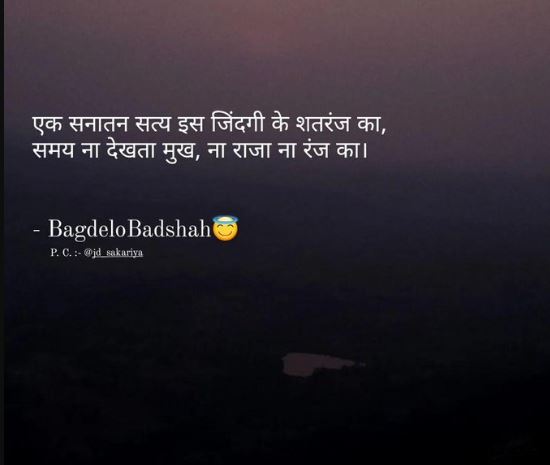 एक सनातन सत्य इस जिंदगी के शतरंज का,
समय ना देखता मुख, ना राजा ना रंज का।
- BagdeloBadshah😇
P. C. :- @jd_sakariya